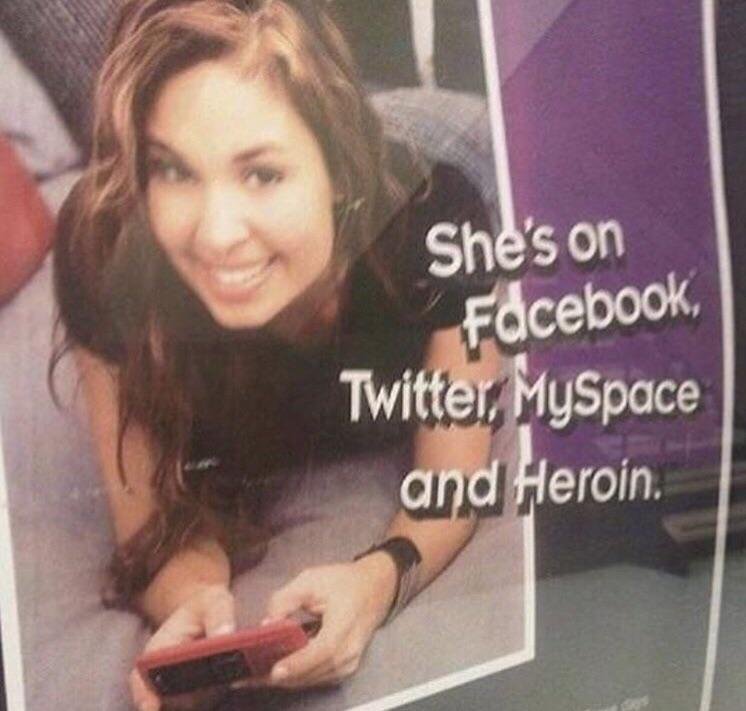 She's on
Facebook,
Twitter, MySpace
and Heroin.